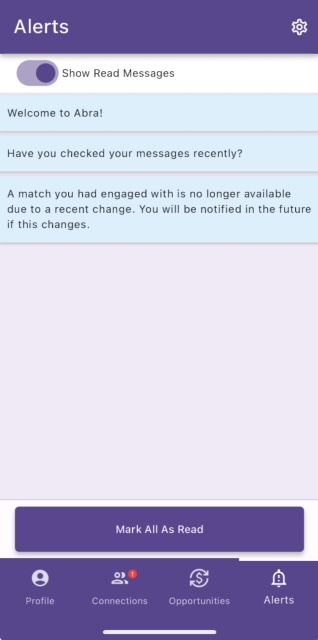 Alerts
Show Read Messages
Welcome to Abra!
Have you checked your messages recently?
A match you had engaged with is no longer available
due to a recent change. You will be notified in the future
if this changes.
Mark All As Read
Profile
Connections
Opportunities
Alerts